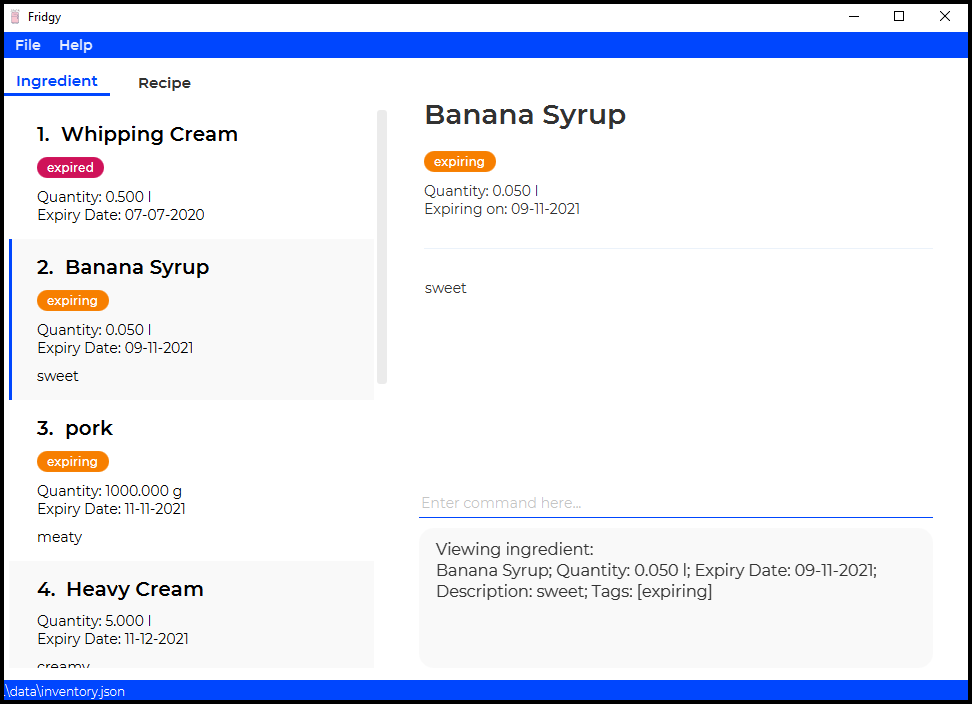 Fridgy
File Help
Ingredient Recipe
1. Whipping Cream
expired
Quantity: 0.500 l
Expiry Date: 07-07-2020
2. Banana Syrup
expiring
Quantity: 0.050 l
Expiry Date: 09-11-2021
sweet
3. pork
expiring
Quantity: 1000.000 g
Expiry Date: 11-11-2021
meaty
4. Heavy Cream
Quantity: 5.000 l
Expiry Date: 11-12-2021
creamy
Banana Syrup
expiring
Quantity: 0.050 l
Expiring on: 09-11-2021
sweet
Enter command here...
Viewing ingredient:
Banana Syrup; Quantity: 0.050 l; Expiry Date: 09-11-2021;
Description: sweet; Tags: [expiring]
.\data\inventory.json